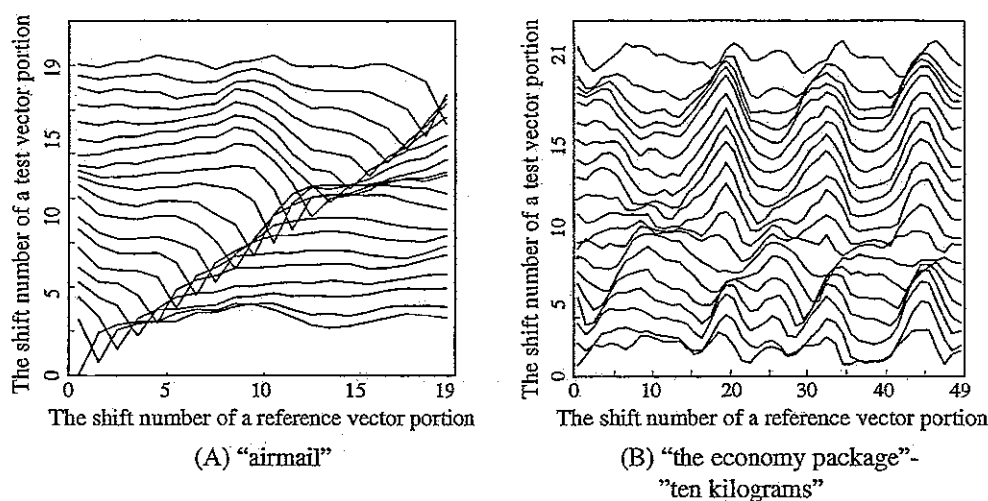 The shift number of a test vector portion
19
15
10
5
0
0 5 10 15 19
The shift number of a reference vector portion
(A) "airmail"
The shift number of a test vector portion
21
15
10
5
0
0 10 20 30 40 49
The shift number of a reference vector portion
(B) "the economy package"-
"ten kilograms"